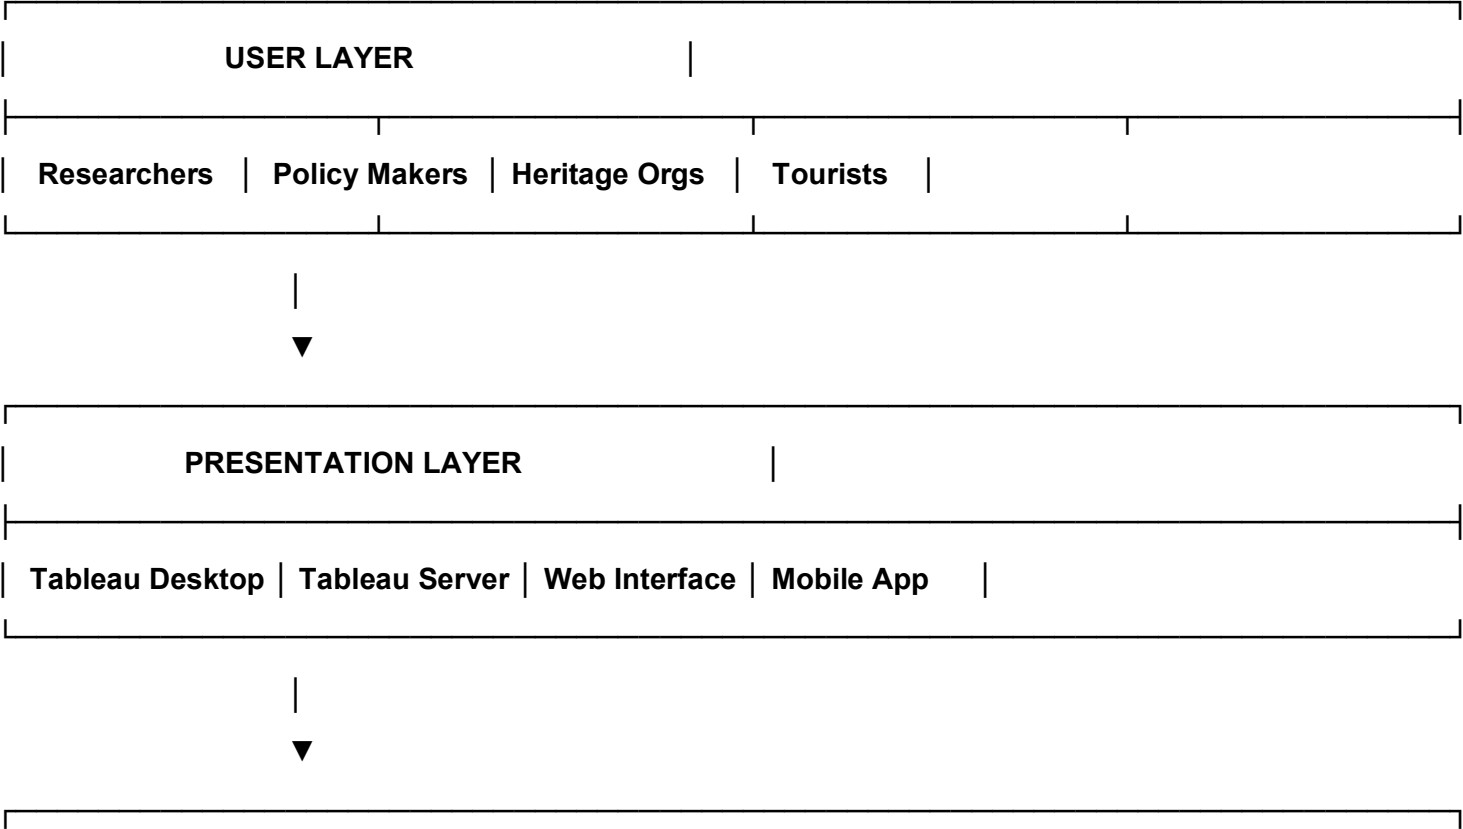 USER LAYER
Researchers │ Policy Makers │ Heritage Orgs │ Tourists │
PRESENTATION LAYER
Tableau Desktop │ Tableau Server │ Web Interface │ Mobile App │